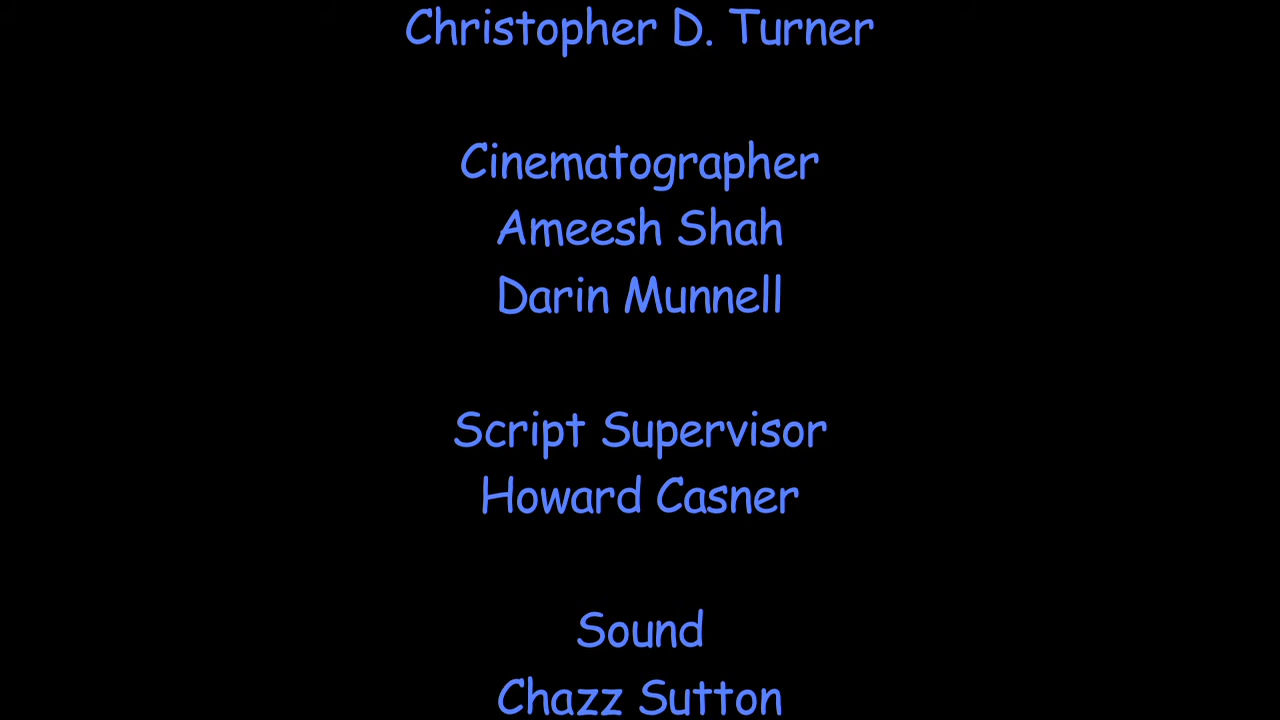 Christopher D. Turner
Cinematographer
Ameesh Shah
Darin Munnell
Script Supervisor
Howard Casner
Sound
Chazz Sutton